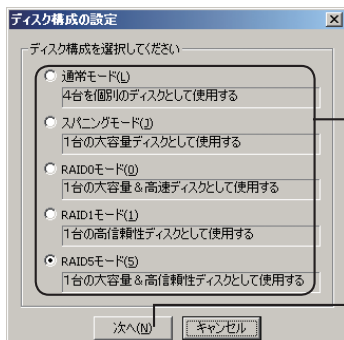 ディスク構成の設定
ディスク構成を選択してください
通常モード(L)
4台を個別のディスクとして使用する
スパニングモード(J)
1台の大容量ディスクとして使用する
RAID0モード(0)
1台の大容量＆高速ディスクとして使用する
RAID1モード(1)
1台の高信頼性ディスクとして使用する
RAID5モード(5)
1台の大容量＆高信頼性ディスクとして使用する
次へ(N)
キャンセル